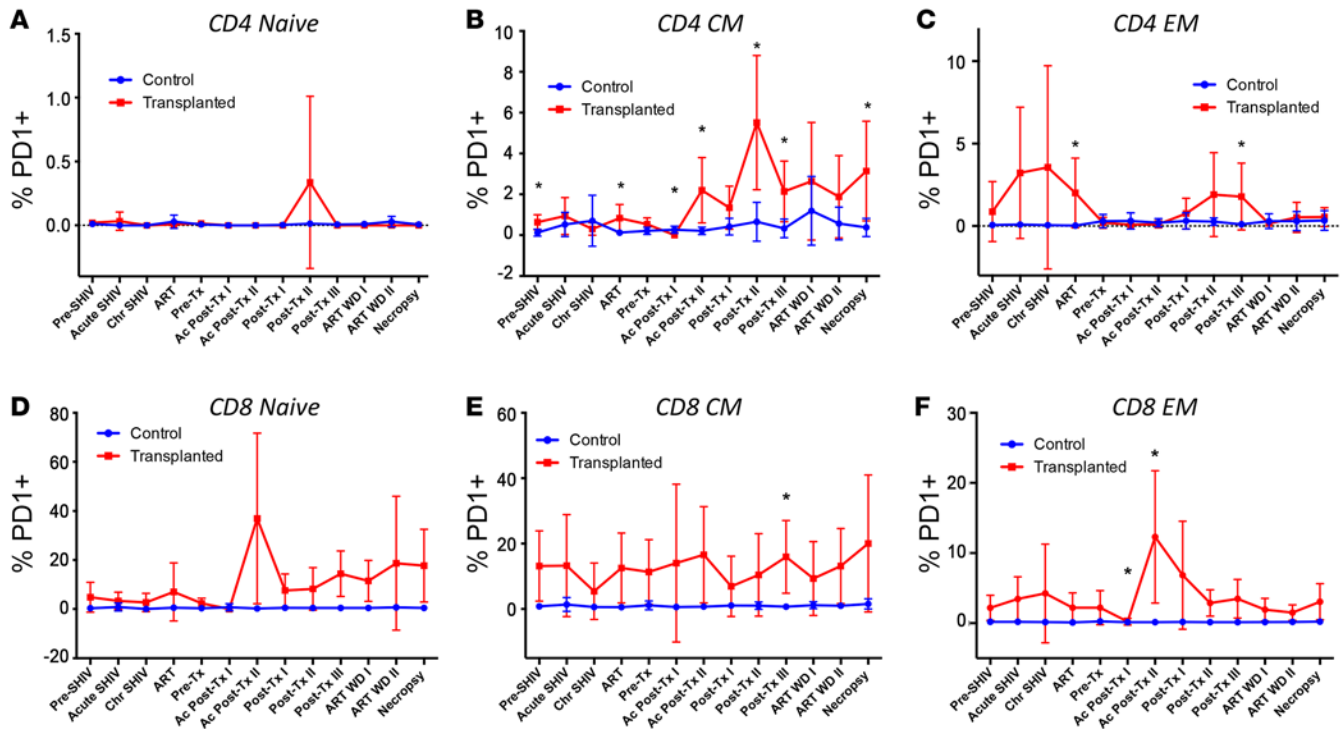 A
CD4 Naive
% PD1+
1.5
1.0
0.5
0.0
Control
Transplanted
Pre-SHIV
Acute SHIV
Chr SHIV
ART
Pre-Tx
Ac Post-Tx I
Ac Post-Tx II
Post-Tx I
Post-Tx II
Post-Tx III
ART WD I
ART WD II
Necropsy
B
CD4 CM
% PD1+
10
8
6
4
2
0
-2
Control
Transplanted
*
*
*
*
*
*
*
Pre-SHIV
Acute SHIV
Chr SHIV
ART
Pre-Tx
Ac Post-Tx I
Ac Post-Tx II
Post-Tx I
Post-Tx II
Post-Tx III
ART WD I
ART WD II
Necropsy
C
CD4 EM
% PD1+
10
5
0
Control
Transplanted
*
*
Pre-SHIV
Acute SHIV
Chr SHIV
ART
Pre-Tx
Ac Post-Tx I
Ac Post-Tx II
Post-Tx I
Post-Tx II
Post-Tx III
ART WD I
ART WD II
Necropsy
D
CD8 Naive
% PD1+
80
60
40
20
0
-20
Control
Transplanted
Pre-SHIV
Acute SHIV
Chr SHIV
ART
Pre-Tx
Ac Post-Tx I
Ac Post-Tx II
Post-Tx I
Post-Tx II
Post-Tx III
ART WD I
ART WD II
Necropsy
E
CD8 CM
% PD1+
60
40
20
0
Control
Transplanted
*
Pre-SHIV
Acute SHIV
Chr SHIV
ART
Pre-Tx
Ac Post-Tx I
Ac Post-Tx II
Post-Tx I
Post-Tx II
Post-Tx III
ART WD I
ART WD II
Necropsy
F
CD8 EM
% PD1+
30
20
10
0
Control
Transplanted
*
*
Pre-SHIV
Acute SHIV
Chr SHIV
ART
Pre-Tx
Ac Post-Tx I
Ac Post-Tx II
Post-Tx I
Post-Tx II
Post-Tx III
ART WD I
ART WD II
Necropsy